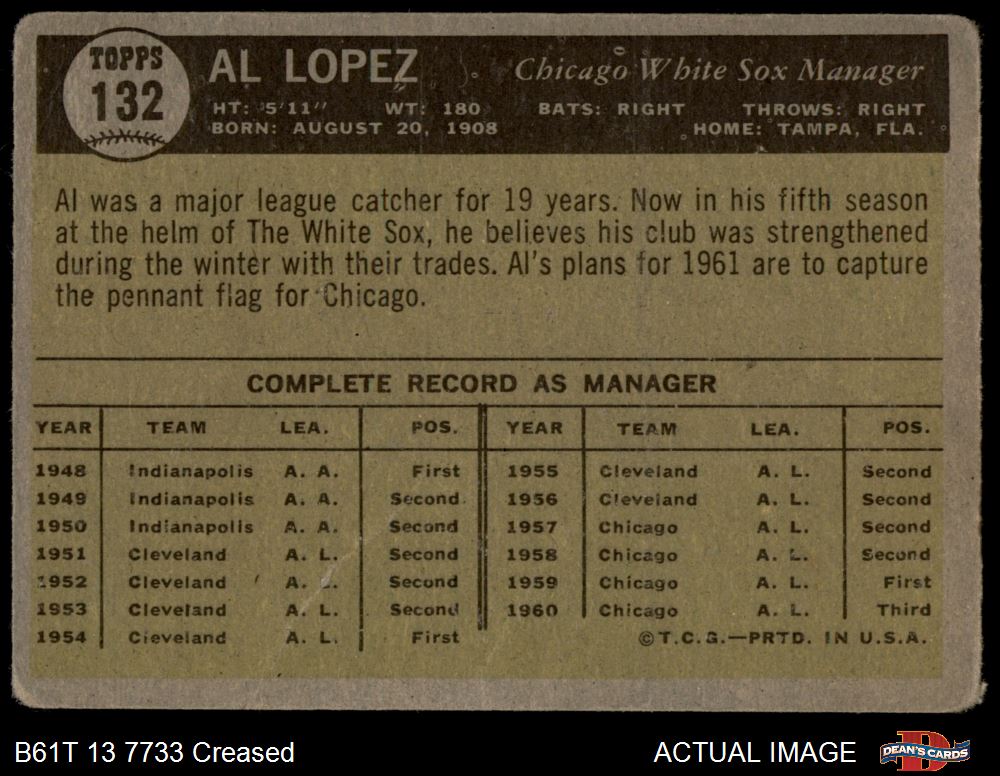 TOPPS
132
AL LOPEZ
Chicago White Sox Manager
HT: 5'11" WT: 180 BATS: RIGHT THROWS: RIGHT
BORN: AUGUST 20, 1908 HOME: TAMPA, FLA.
Al was a major league catcher for 19 years. Now in his fifth season
at the helm of The White Sox, he believes his club was strengthened
during the winter with their trades. Al's plans for 1961 are to capture
the pennant flag for Chicago.
COMPLETE RECORD AS MANAGER
YEAR TEAM LEA. POS. YEAR TEAM LEA. POS.
1948 Indianapolis A. A. First 1955 Cleveland A. L. Second
1949 Indianapolis A. A. Second 1956 Cleveland A. L. Second
1950 Indianapolis A. A. Second 1957 Chicago A. L. Second
1951 Cleveland A. L. Second 1958 Chicago A. L. Second
1952 Cleveland A. L. Second 1959 Chicago A. L. First
1953 Cleveland A. L. Second 1960 Chicago A. L. Third
1954 Cleveland A. L. First ©T.C.G.—PRTD. IN U.S.A.
B61T 13 7733 Creased ACTUAL IMAGE
D
DEAN'S CARDS